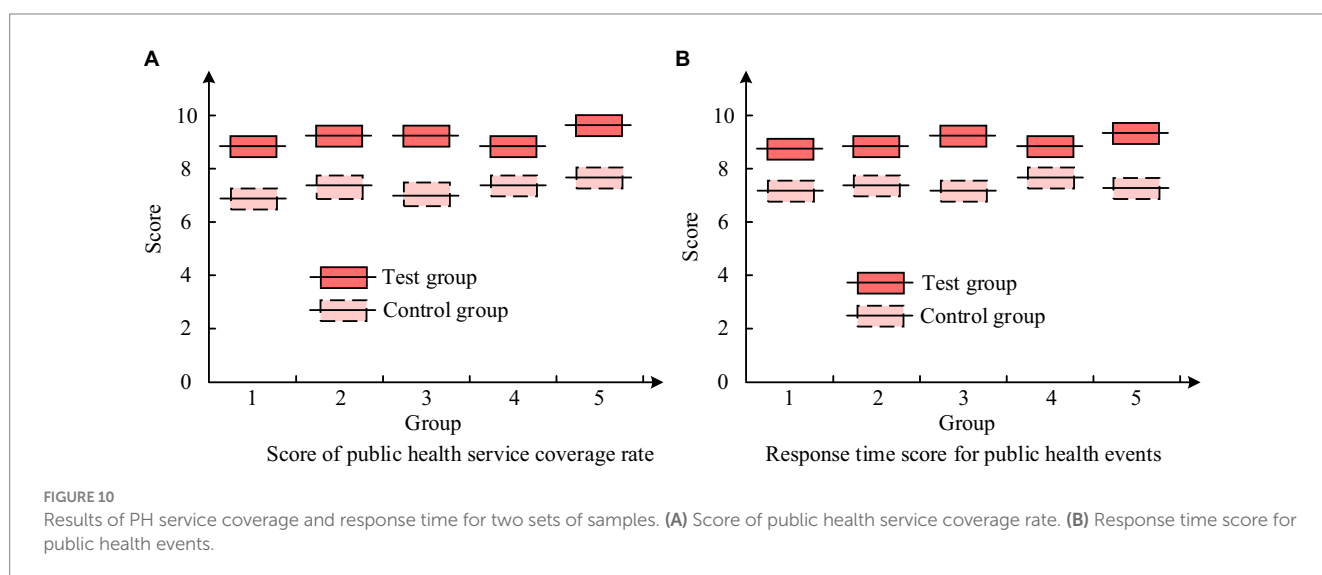 A
10
8
6
4
2
0
Score
Test group
Control group
1 2 3 4 5
Group
Score of public health service coverage rate
B
10
8
6
4
2
0
Score
Test group
Control group
1 2 3 4 5
Group
Response time score for public health events
FIGURE 10
Results of PH service coverage and response time for two sets of samples. (A) Score of public health service coverage rate. (B) Response time score for
public health events.